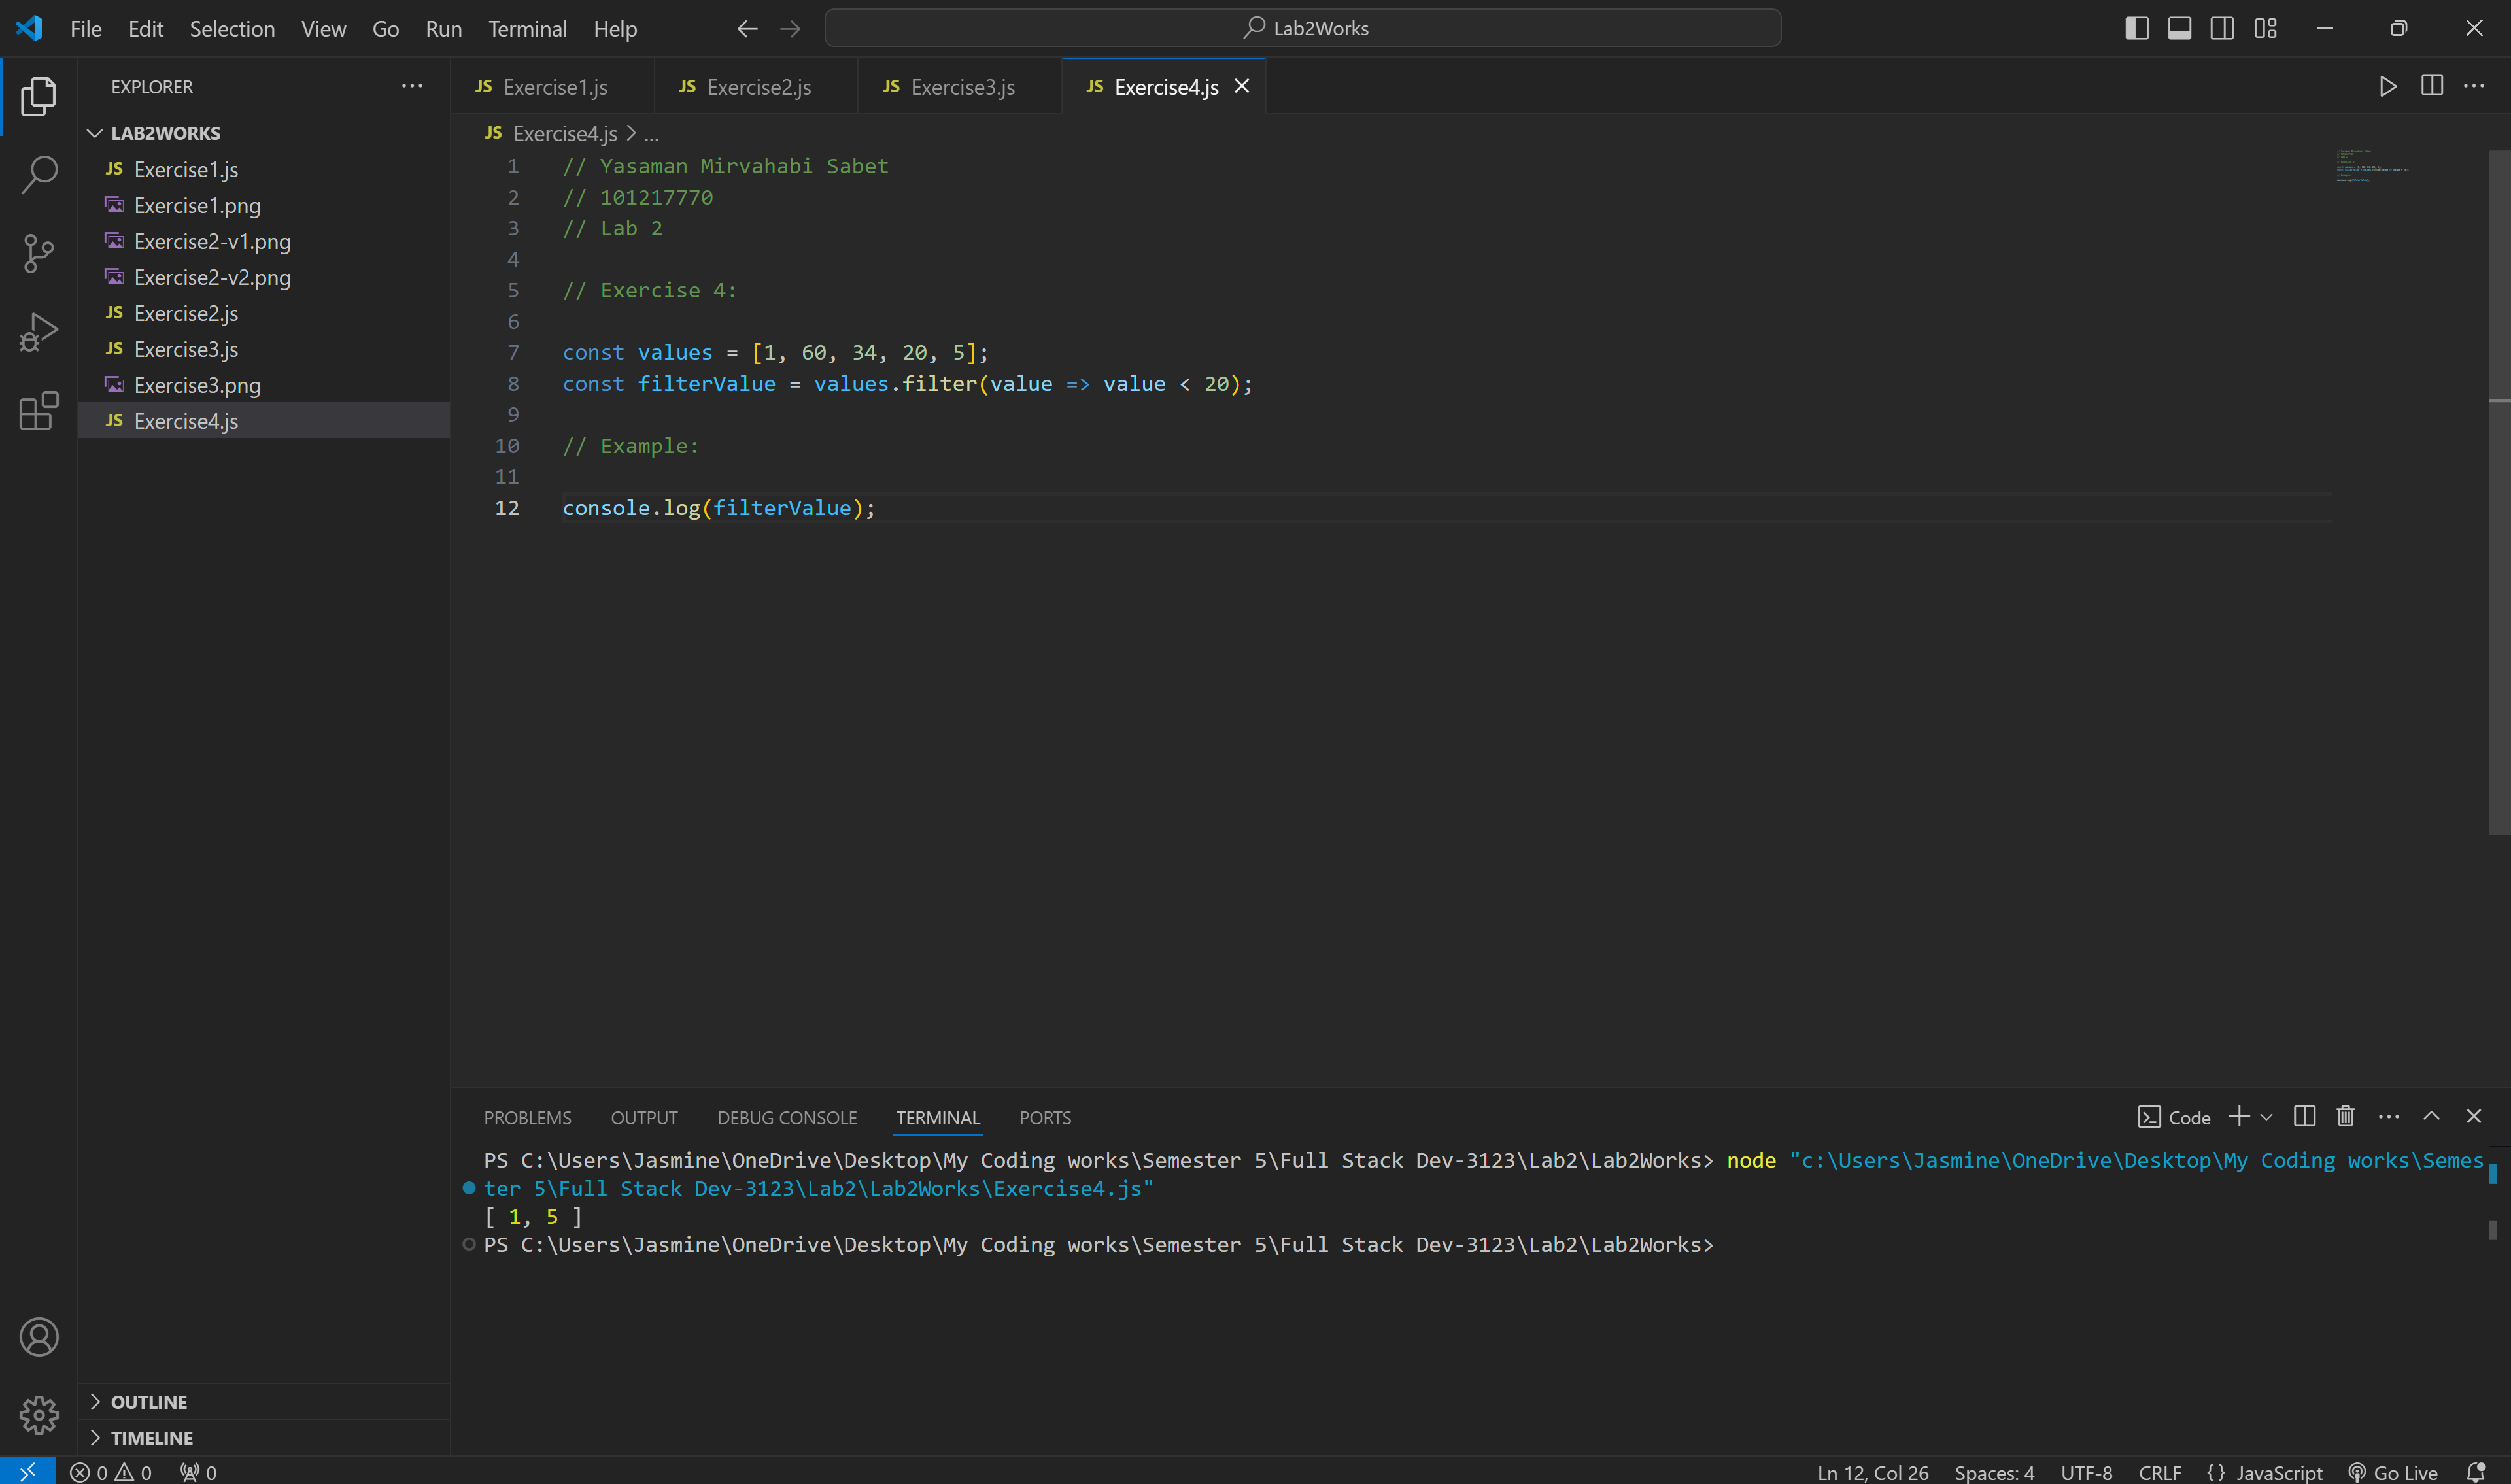 File Edit Selection View Go Run Terminal Help
Lab2Works
EXPLORER
LAB2WORKS
JS Exercise1.js
Exercise1.png
Exercise2-v1.png
Exercise2-v2.png
JS Exercise2.js
JS Exercise3.js
Exercise3.png
JS Exercise4.js
OUTLINE
TIMELINE
JS Exercise1.js JS Exercise2.js JS Exercise3.js JS Exercise4.js
JS Exercise4.js > ...
1 // Yasaman Mirvahabi Sabet
2 // 101217770
3 // Lab 2
4
5 // Exercise 4:
6
7 const values = [1, 60, 34, 20, 5];
8 const filterValue = values.filter(value => value < 20);
9
10 // Example:
11
12 console.log(filterValue);
PROBLEMS OUTPUT DEBUG CONSOLE TERMINAL PORTS
Code
PS C:\Users\Jasmine\OneDrive\Desktop\My Coding works\Semester 5\Full Stack Dev-3123\Lab2\Lab2Works> node "c:\Users\Jasmine\OneDrive\Desktop\My Coding works\Semes
ter 5\Full Stack Dev-3123\Lab2\Lab2Works\Exercise4.js"
[ 1, 5 ]
PS C:\Users\Jasmine\OneDrive\Desktop\My Coding works\Semester 5\Full Stack Dev-3123\Lab2\Lab2Works>
0 0 0
Ln 12, Col 26 Spaces: 4 UTF-8 CRLF {} JavaScript Go Live